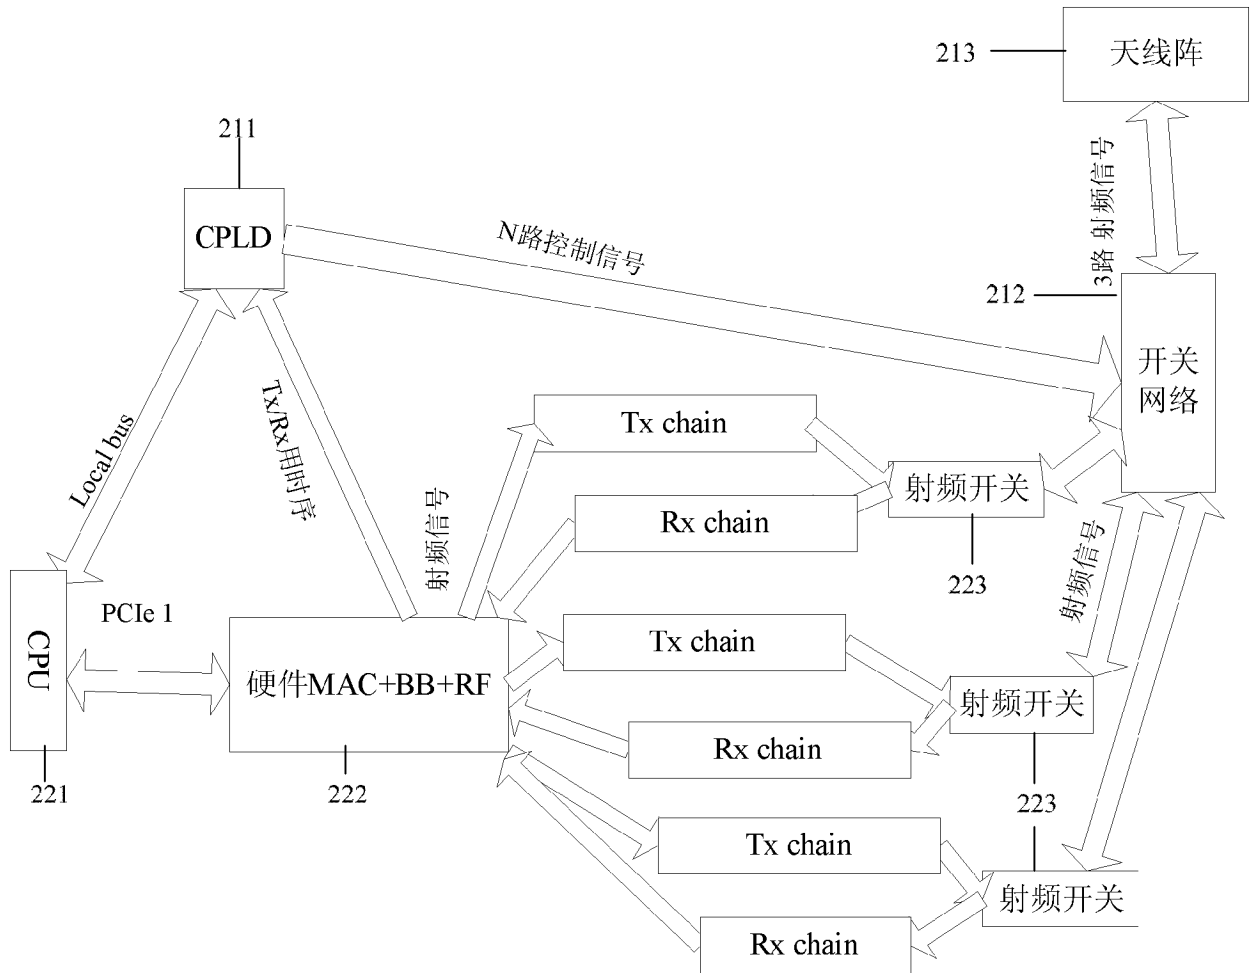 213
天线阵
211
3路 射频信号
CPLD
N路控制信号
212
开关
网络
Local bus
Tx/Rx用时序
Tx chain
射频信号
射频开关
Rx chain
223
射频信号
PCIe 1
CPU
Tx chain
硬件MAC+BB+RF
射频开关
Rx chain
221
222
223
Tx chain
射频开关
Rx chain